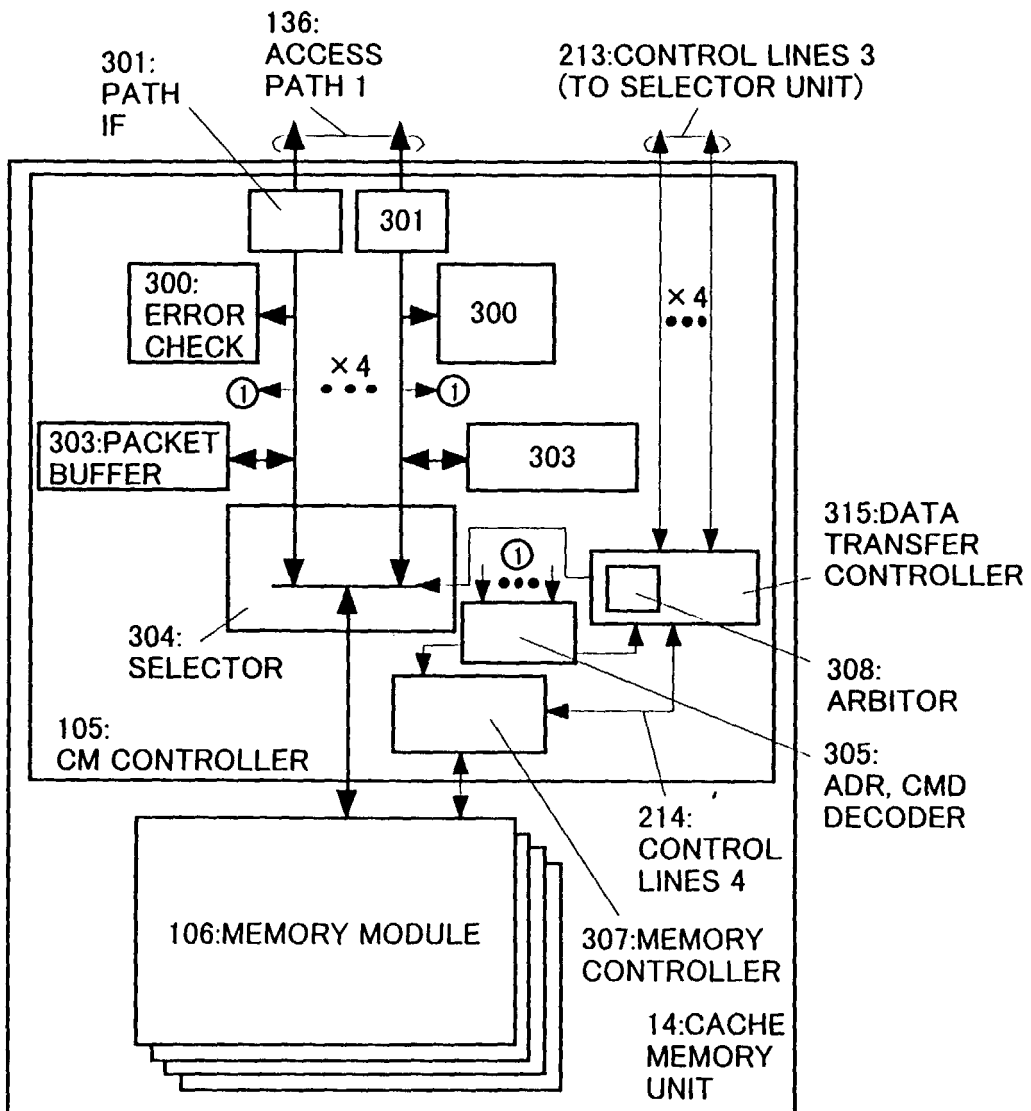 136:
ACCESS
PATH 1
301:
PATH
IF
213:CONTROL LINES 3
(TO SELECTOR UNIT)
301
300:
ERROR
CHECK
300
×4
×4
①
①
303:PACKET
BUFFER
303
①
315:DATA
TRANSFER
CONTROLLER
304:
SELECTOR
308:
ARBITOR
105:
CM CONTROLLER
305:
ADR, CMD
DECODER
214:
CONTROL
LINES 4
106:MEMORY MODULE
307:MEMORY
CONTROLLER
14:CACHE
MEMORY
UNIT